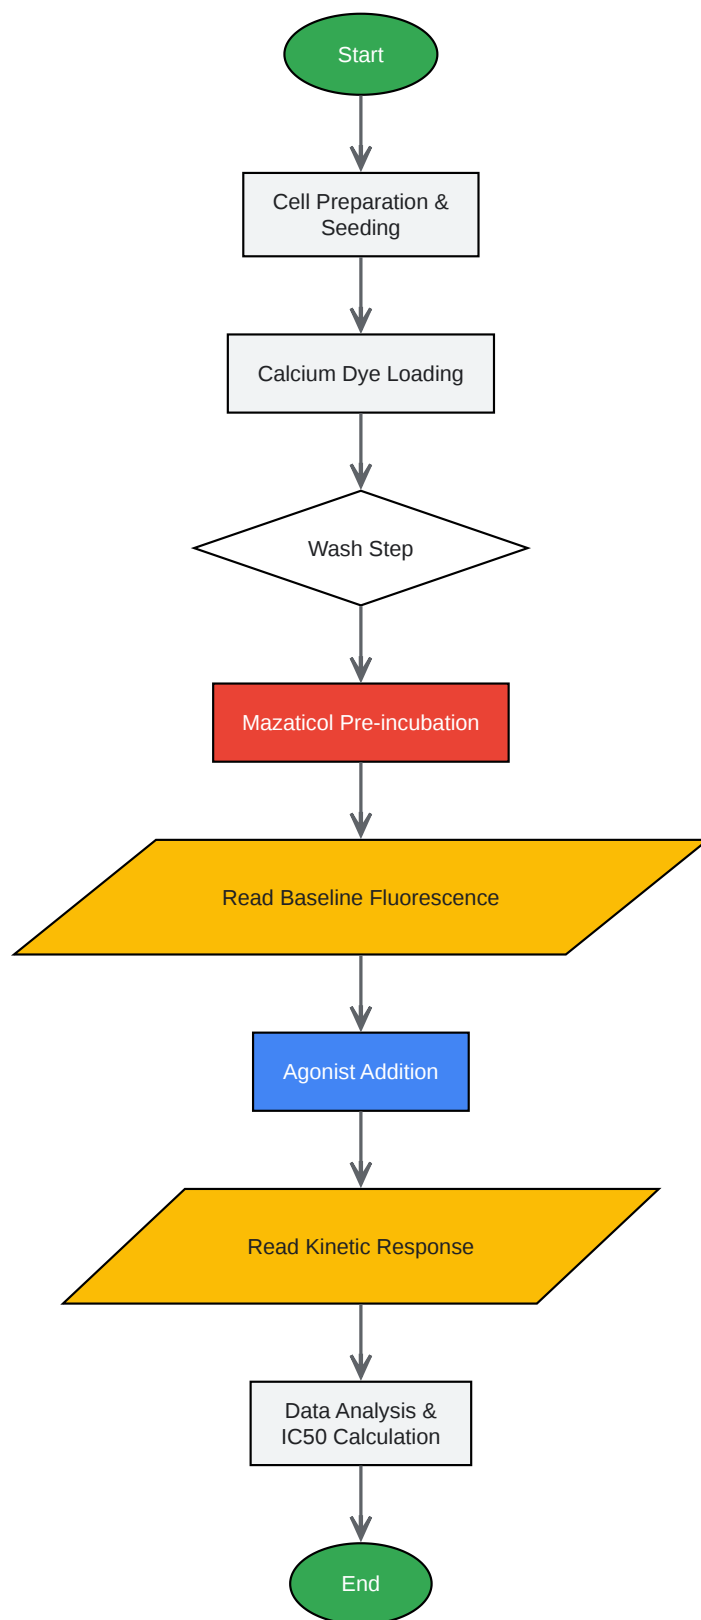 Start
Cell Preparation &
Seeding
Calcium Dye Loading
Wash Step
Mazaticol Pre-incubation
Read Baseline Fluorescence
Agonist Addition
Read Kinetic Response
Data Analysis &
IC50 Calculation
End